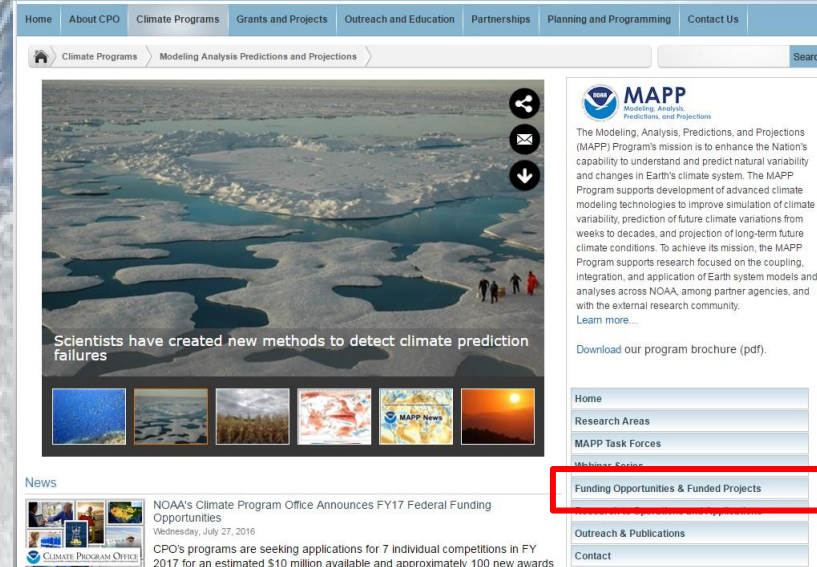 Home About CPO Climate Programs Grants and Projects Outreach and Education Partnerships Planning and Programming Contact Us
Climate Programs Modeling Analysis Predictions and Projections
Searc
Scientists have created new methods to detect climate prediction
failures
MAPP News
News
NOAA's Climate Program Office Announces FY17 Federal Funding
Opportunities
Wednesday, July 27, 2016
CPO's programs are seeking applications for 7 individual competitions in FY
2017 for an estimated $10 million available and approximately 100 new awards
CLIMATE PROGRAM OFFICE
NOAA
MAPP
Modeling, Analysis,
Predictions, and Projections
The Modeling, Analysis, Predictions, and Projections
(MAPP) Program's mission is to enhance the Nation's
capability to understand and predict natural variability
and changes in Earth's climate system. The MAPP
Program supports development of advanced climate
modeling technologies to improve simulation of climate
variability, prediction of future climate variations from
weeks to decades, and projection of long-term future
climate conditions. To achieve its mission, the MAPP
Program supports research focused on the coupling,
integration, and application of Earth system models and
analyses across NOAA, among partner agencies, and
with the external research community.
Learn more...
Download our program brochure (pdf).
Home
Research Areas
MAPP Task Forces
Webinar Series
Funding Opportunities & Funded Projects
Research to Operations and Applications
Outreach & Publications
Contact